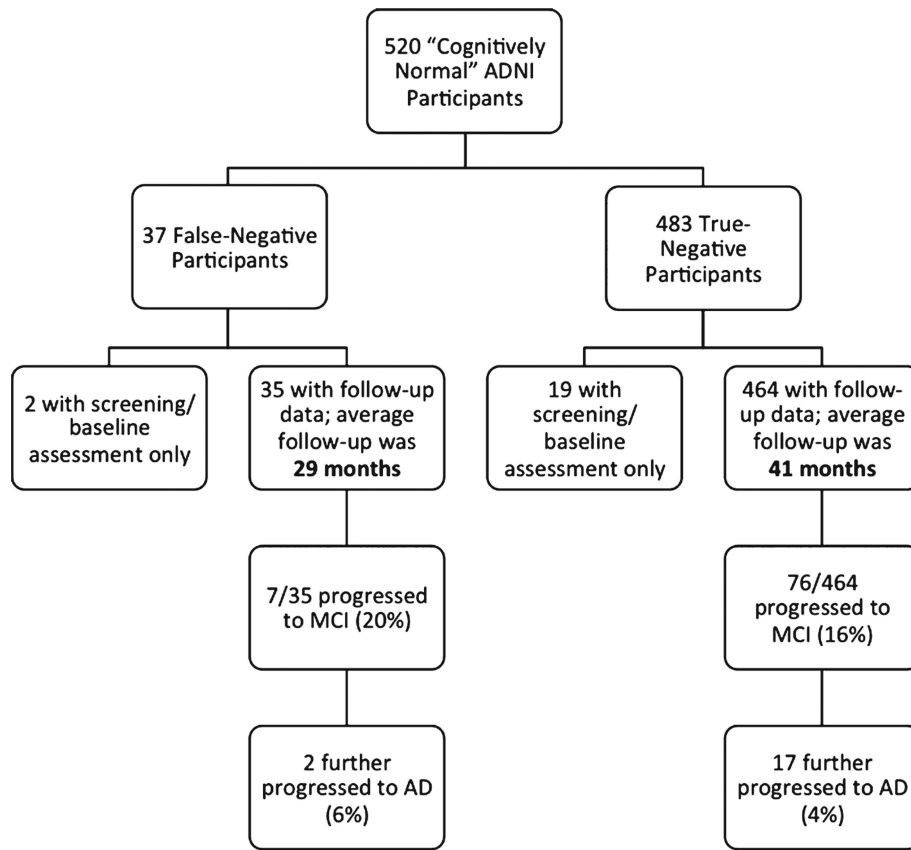 520 “Cognitively
Normal” ADNI
Participants
37 False-Negative
Participants
483 True-
Negative
Participants
2 with screening/
baseline
assessment only
35 with follow-up
data; average
follow-up was
29 months
19 with
screening/
baseline
assessment only
464 with follow-
up data; average
follow-up was
41 months
7/35 progressed
to MCI (20%)
76/464
progressed to
MCI (16%)
2 further
progressed to AD
(6%)
17 further
progressed to AD
(4%)